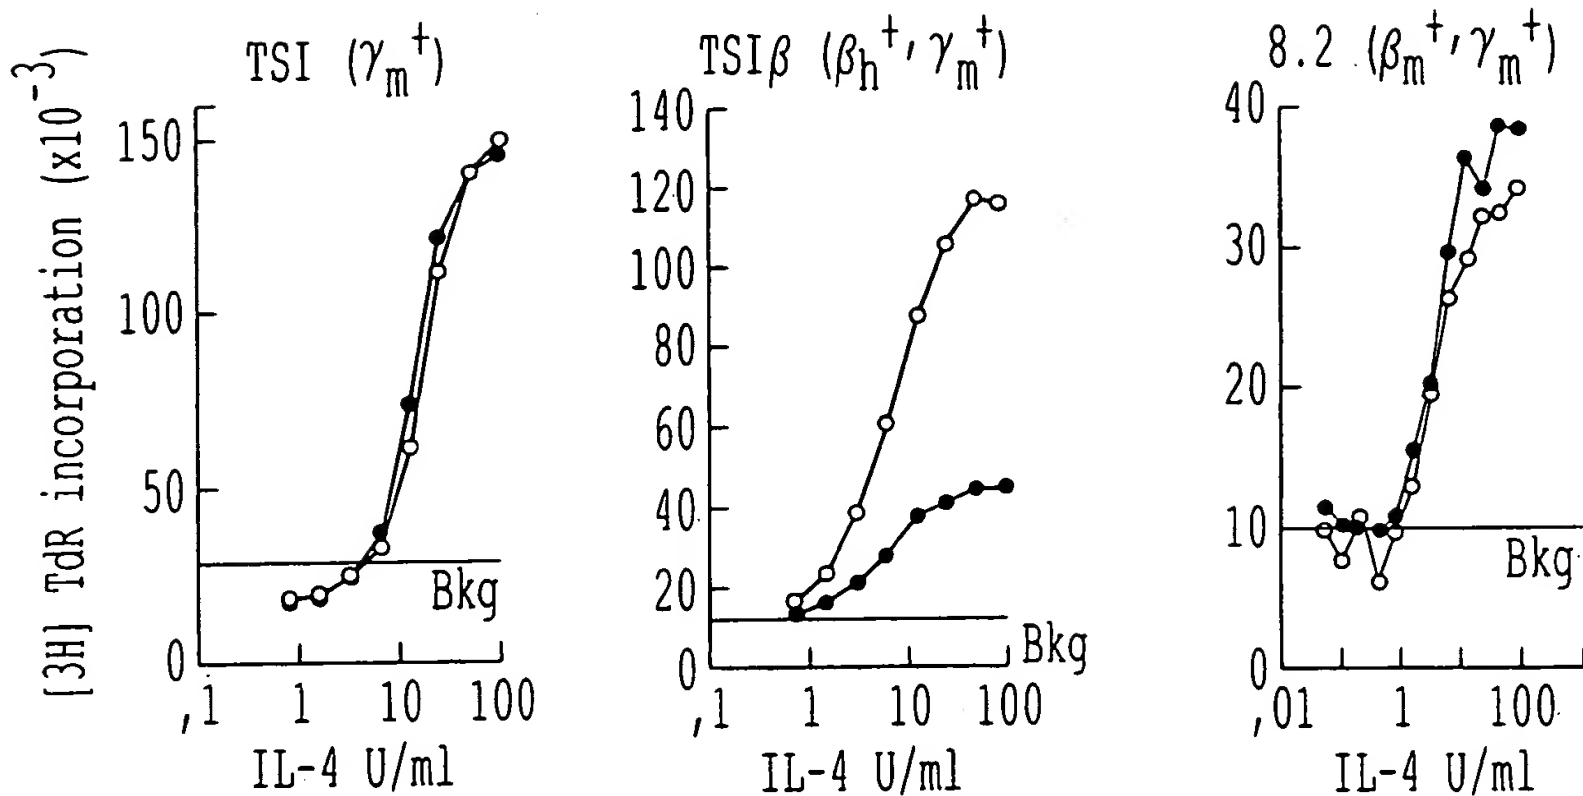 [3H] TdR incorporation (x10⁻³)
TSI (γm⁺)
150
100
50
0
Bkg
,1 1 10 100
IL-4 U/ml
TSIβ (βh⁺,γm⁺)
140
120
100
80
60
40
20
0
Bkg
,1 1 10 100
IL-4 U/ml
8.2 (βm⁺,γm⁺)
40
30
20
10
0
Bkg
,01 1 100
IL-4 U/ml